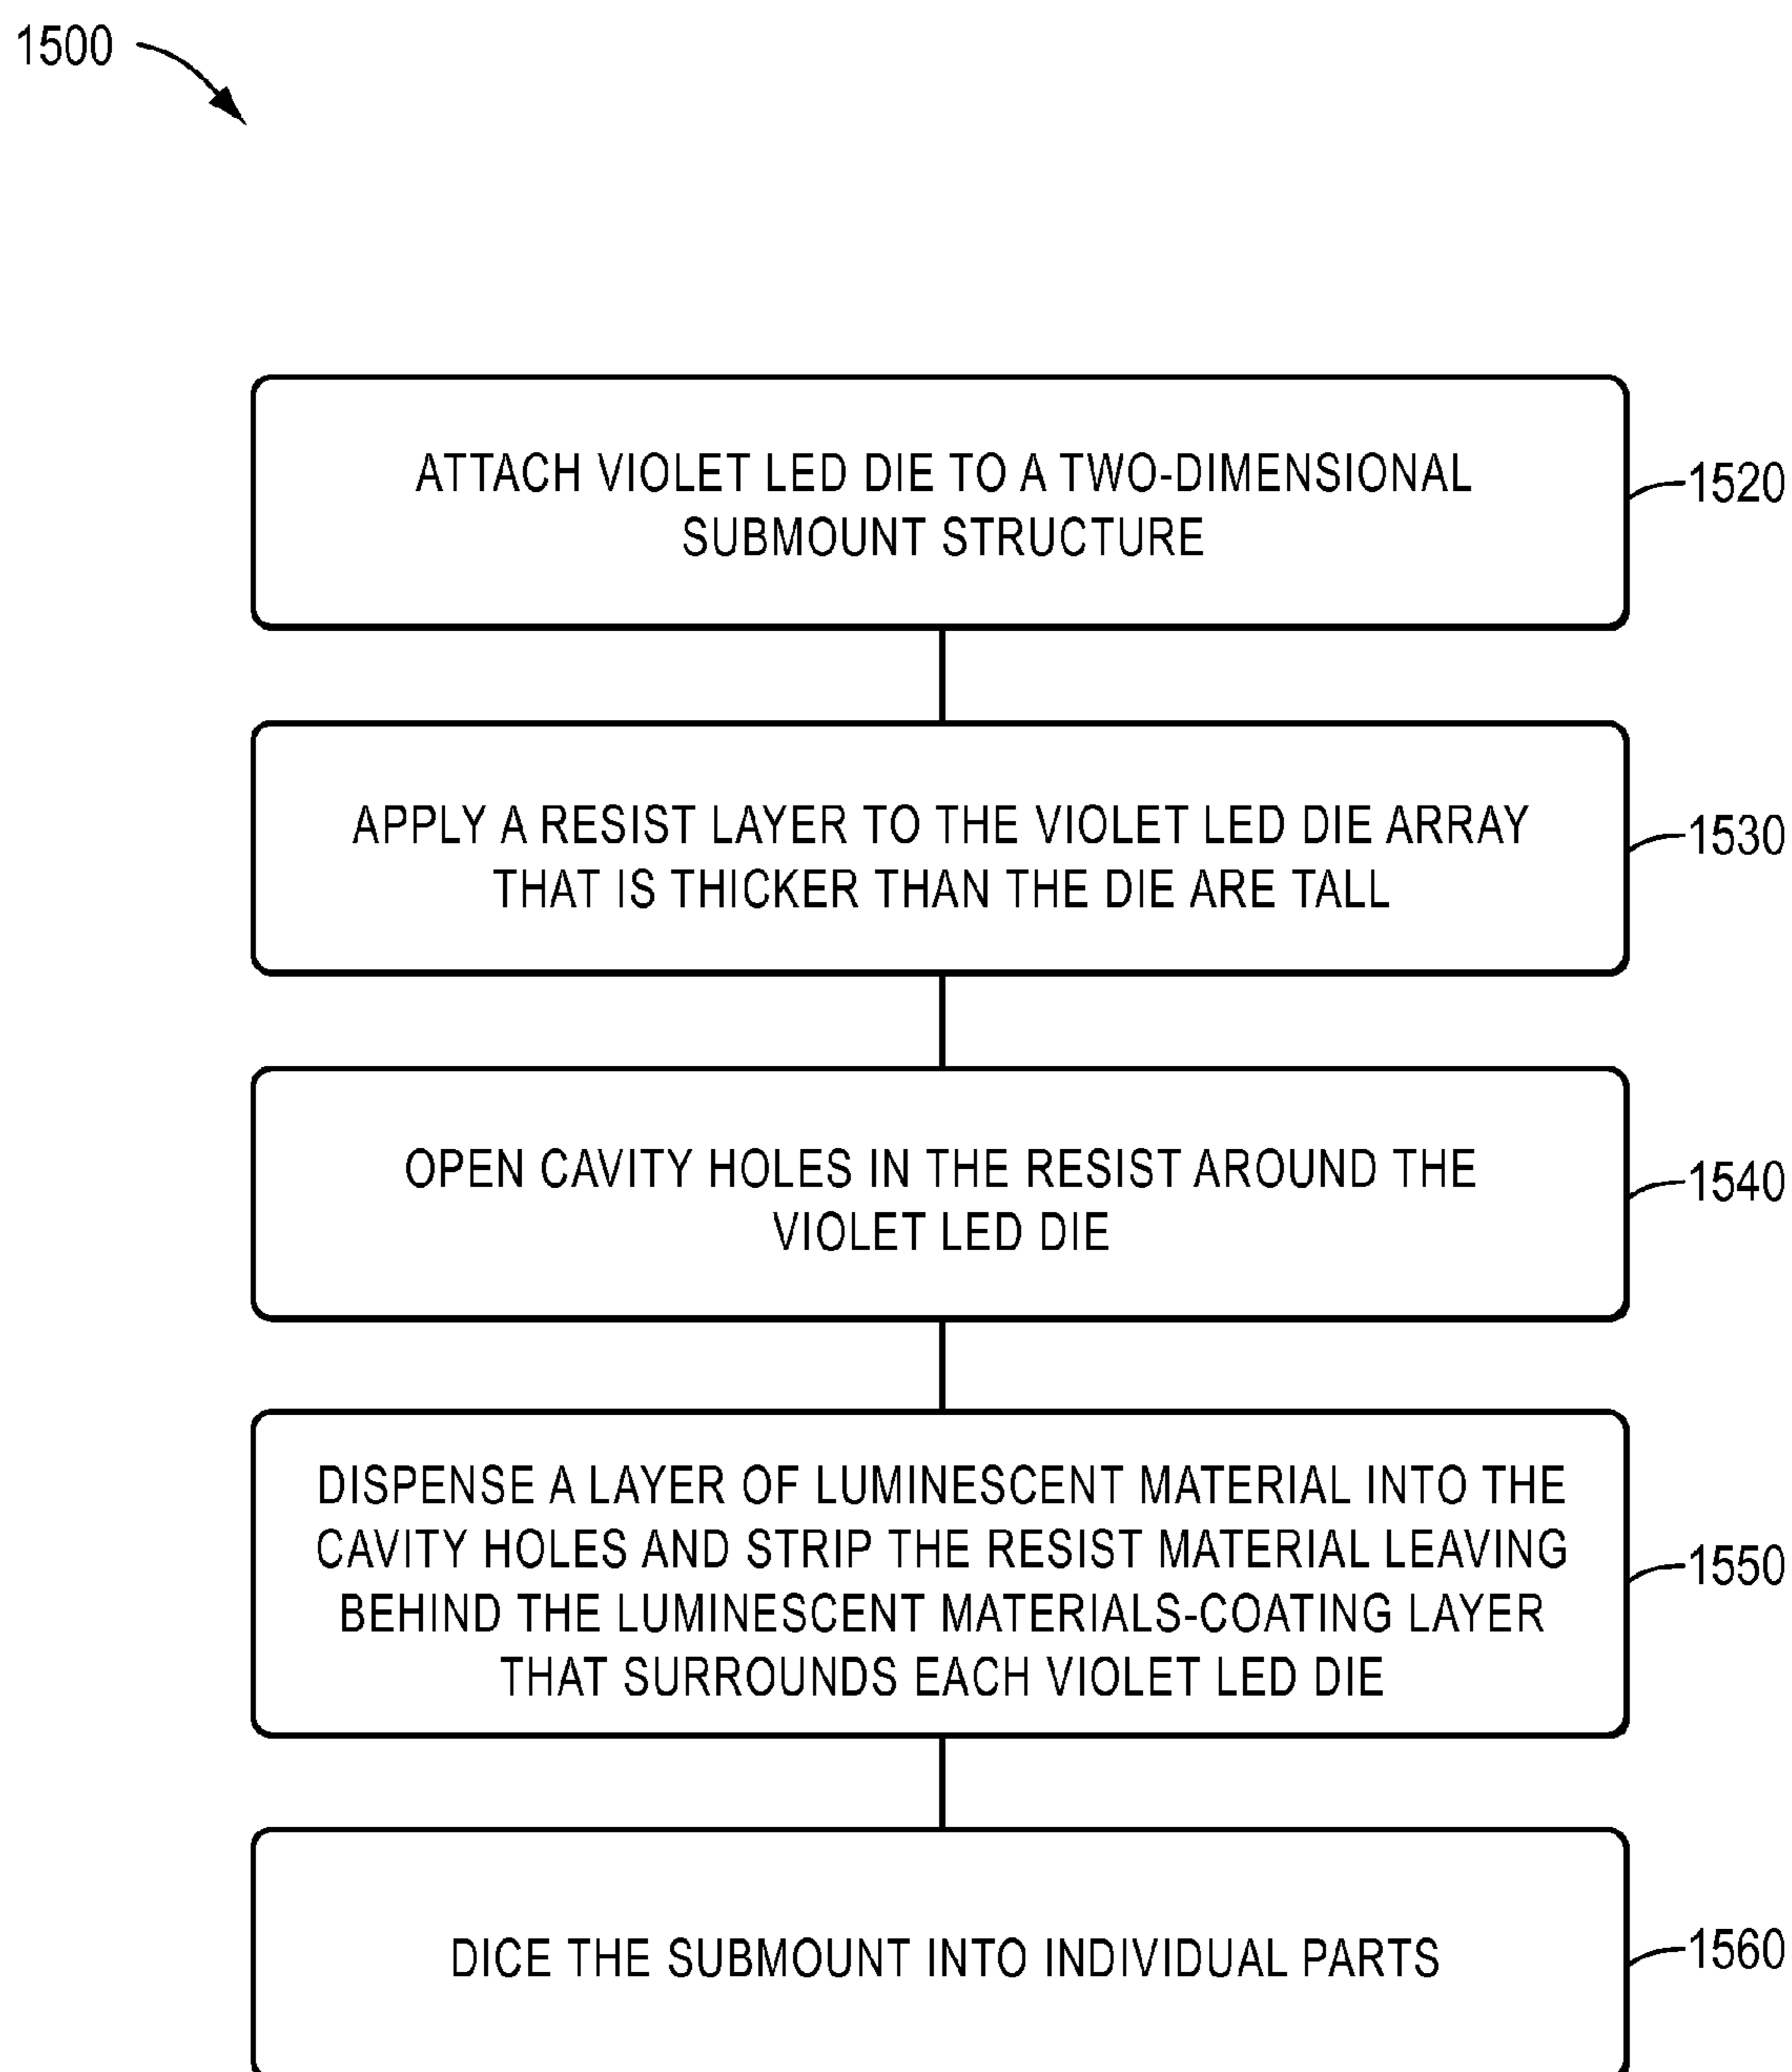 1500
ATTACH VIOLET LED DIE TO A TWO-DIMENSIONAL
SUBMOUNT STRUCTURE
1520
APPLY A RESIST LAYER TO THE VIOLET LED DIE ARRAY
THAT IS THICKER THAN THE DIE ARE TALL
1530
OPEN CAVITY HOLES IN THE RESIST AROUND THE
VIOLET LED DIE
1540
DISPENSE A LAYER OF LUMINESCENT MATERIAL INTO THE
CAVITY HOLES AND STRIP THE RESIST MATERIAL LEAVING
BEHIND THE LUMINESCENT MATERIALS-COATING LAYER
THAT SURROUNDS EACH VIOLET LED DIE
1550
DICE THE SUBMOUNT INTO INDIVIDUAL PARTS
1560